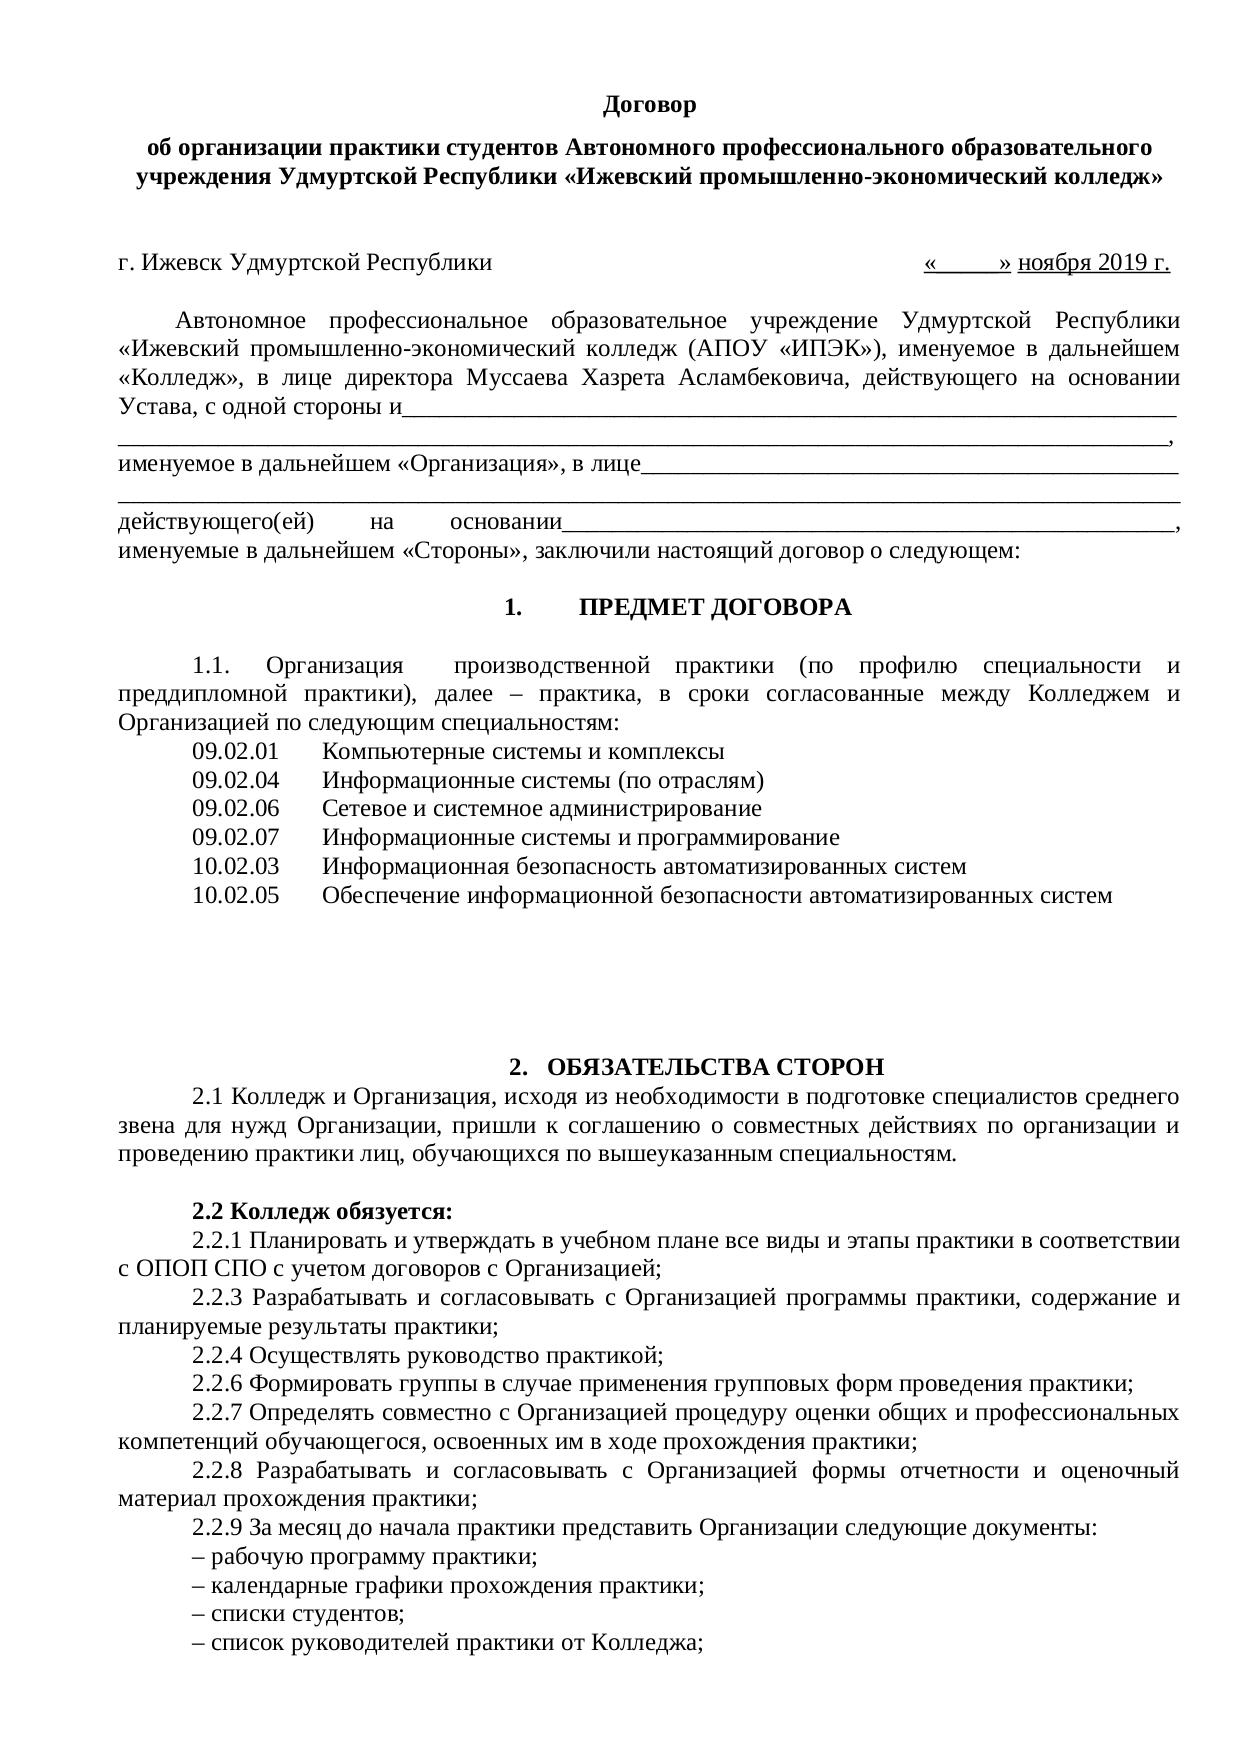 Договор
об организации практики студентов Автономного профессионального образовательного
учреждения Удмуртской Республики «Ижевский промышленно-экономический колледж»
г. Ижевск Удмуртской Республики «_____» ноября 2019 г.
Автономное профессиональное образовательное учреждение Удмуртской Республики
«Ижевский промышленно-экономический колледж (АПОУ «ИПЭК»), именуемое в дальнейшем
«Колледж», в лице директора Муссаева Хазрета Асламбековича, действующего на основании
Устава, с одной стороны и______________________________________________________________
____________________________________________________________________________________,
именуемое в дальнейшем «Организация», в лице___________________________________________
_____________________________________________________________________________________
действующего(ей) на основании_________________________________________________,
именуемые в дальнейшем «Стороны», заключили настоящий договор о следующем:
1. ПРЕДМЕТ ДОГОВОРА
1.1. Организация производственной практики (по профилю специальности и
преддипломной практики), далее – практика, в сроки согласованные между Колледжем и
Организацией по следующим специальностям:
09.02.01 Компьютерные системы и комплексы
09.02.04 Информационные системы (по отраслям)
09.02.06 Сетевое и системное администрирование
09.02.07 Информационные системы и программирование
10.02.03 Информационная безопасность автоматизированных систем
10.02.05 Обеспечение информационной безопасности автоматизированных систем
2. ОБЯЗАТЕЛЬСТВА СТОРОН
2.1 Колледж и Организация, исходя из необходимости в подготовке специалистов среднего
звена для нужд Организации, пришли к соглашению о совместных действиях по организации и
проведению практики лиц, обучающихся по вышеуказанным специальностям.
2.2 Колледж обязуется:
2.2.1 Планировать и утверждать в учебном плане все виды и этапы практики в соответствии
с ОПОП СПО с учетом договоров с Организацией;
2.2.3 Разрабатывать и согласовывать с Организацией программы практики, содержание и
планируемые результаты практики;
2.2.4 Осуществлять руководство практикой;
2.2.6 Формировать группы в случае применения групповых форм проведения практики;
2.2.7 Определять совместно с Организацией процедуру оценки общих и профессиональных
компетенций обучающегося, освоенных им в ходе прохождения практики;
2.2.8 Разрабатывать и согласовывать с Организацией формы отчетности и оценочный
материал прохождения практики;
2.2.9 За месяц до начала практики представить Организации следующие документы:
– рабочую программу практики;
– календарные графики прохождения практики;
– списки студентов;
– список руководителей практики от Колледжа;